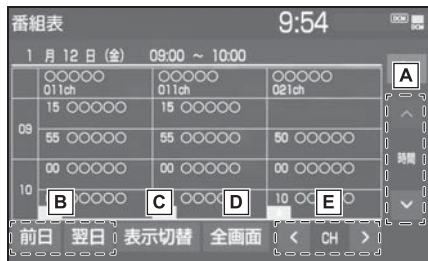 番組表 9:54 DCM DCM
1 月 12 日 (金) 09:00 ~ 10:00
○○○○○ ○○○○○ ○○○○○
011ch 011ch 021ch
A
09
15 ○○○○○ 15 ○○○○○
55 ○○○○○ 55 ○○○○○ 50 ○○○○○
時間
10
00 ○○○○○ 00 ○○○○○ 00 ○○○○○
10 ○○
B C D E
前日 翌日 表示切替 全画面 < CH >